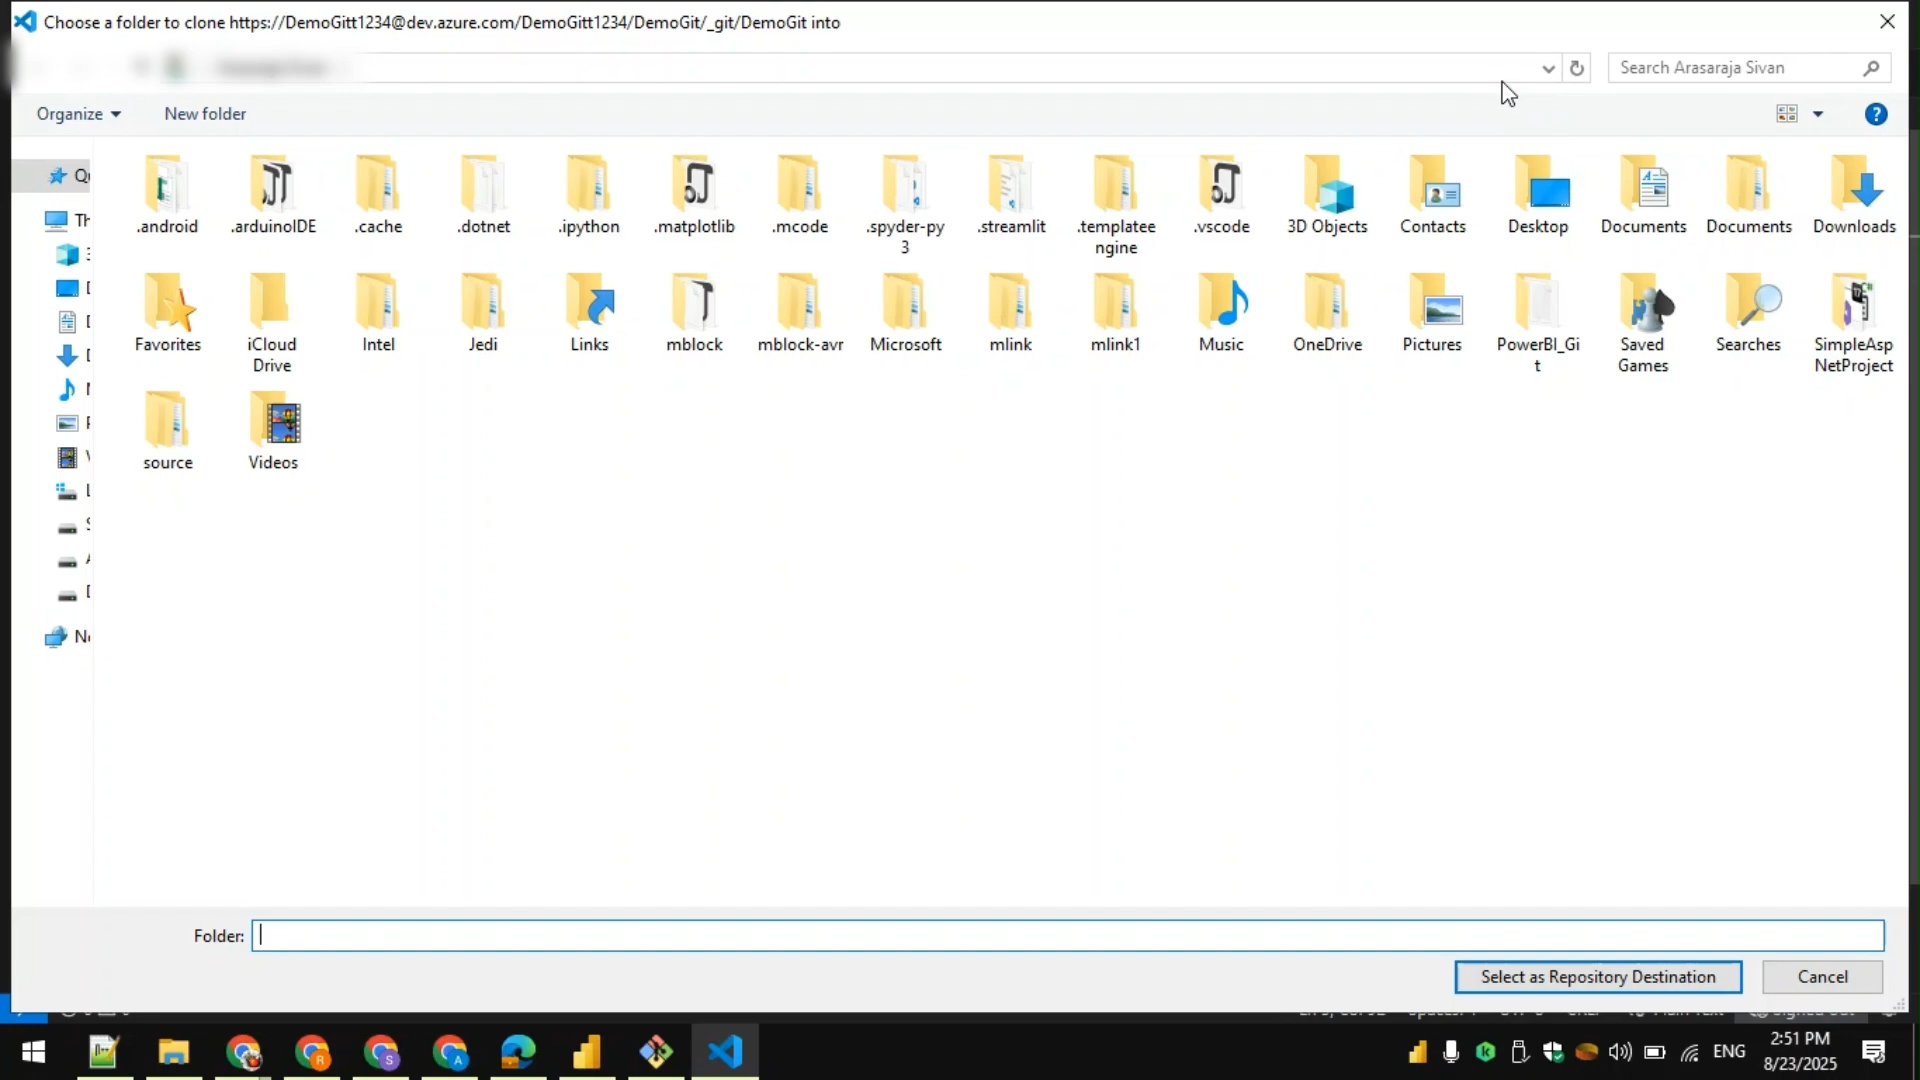 Choose a folder to clone https://DemoGitt1234@dev.azure.com/DemoGitt1234/DemoGit/_git/DemoGit into
Search Arasaraja Sivan
Organize
New folder
.android
.arduinoIDE
.cache
.dotnet
.ipython
.matplotlib
.mcode
.spyder-py
3
.streamlit
.templatee
ngine
.vscode
3D Objects
Contacts
Desktop
Documents
Documents
Downloads
Favorites
iCloud
Drive
Intel
Jedi
Links
mblock
mblock-avr
Microsoft
mlink
mlink1
Music
OneDrive
Pictures
PowerBI_Gi
t
Saved
Games
Searches
SimpleAsp
NetProject
source
Videos
Folder:
Select as Repository Destination
Cancel
ENG
2:51 PM
8/23/2025